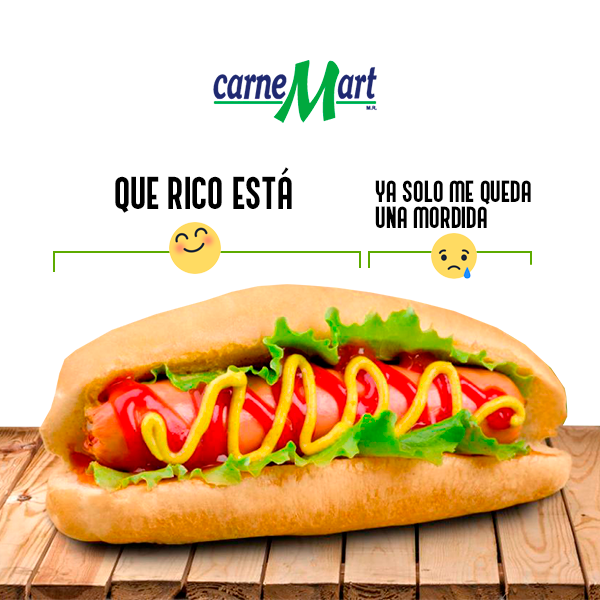 carneMart
M.R.
QUE RICO ESTÁ
YA SOLO ME QUEDA
UNA MORDIDA